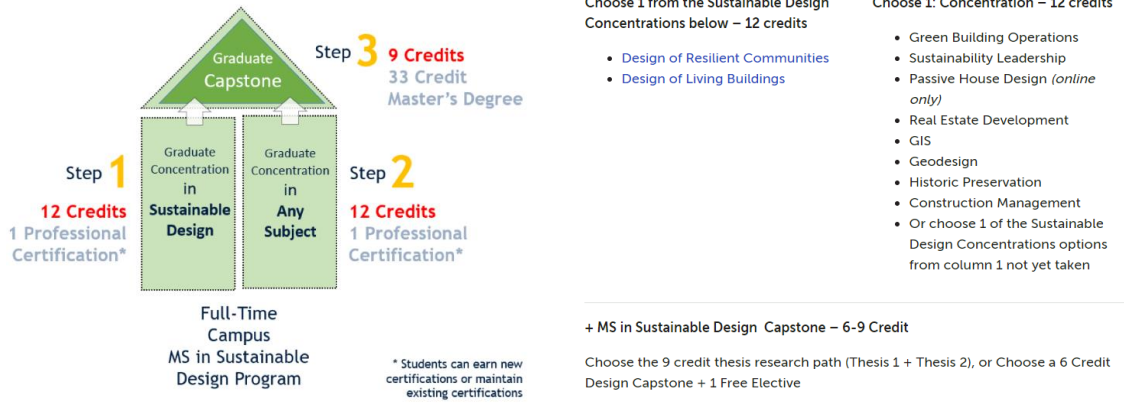 Graduate
Capstone
Step 3
9 Credits
33 Credit
Master's Degree
Step 1
12 Credits
1 Professional
Certification*
Graduate
Concentration
in
Sustainable
Design
Graduate
Concentration
in
Any
Subject
Step 2
12 Credits
1 Professional
Certification*
Full-Time
Campus
MS in Sustainable
Design Program
* Students can earn new
certifications or maintain
existing certifications
Choose 1 from the Sustainable Design
Concentrations below – 12 credits
• Design of Resilient Communities
• Design of Living Buildings
Choose 1: Concentration – 12 credits
• Green Building Operations
• Sustainability Leadership
• Passive House Design (online
only)
• Real Estate Development
• GIS
• Geodesign
• Historic Preservation
• Construction Management
• Or choose 1 of the Sustainable
Design Concentrations options
from column 1 not yet taken
+ MS in Sustainable Design Capstone – 6-9 Credit
Choose the 9 credit thesis research path (Thesis 1 + Thesis 2), or Choose a 6 Credit
Design Capstone + 1 Free Elective